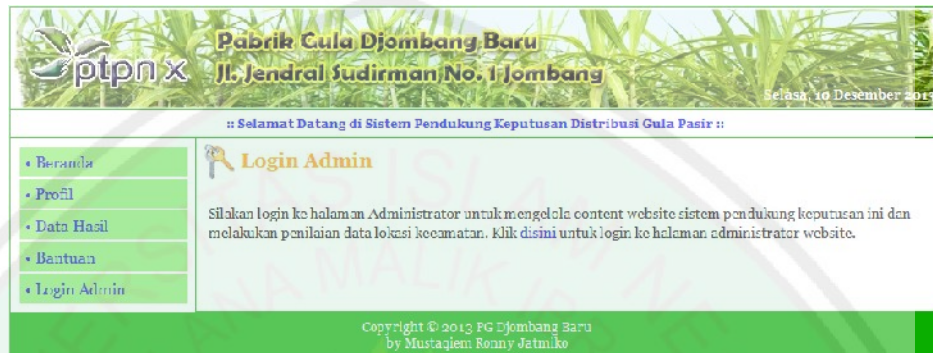 ptpn x
Pabrik Gula Djombang Baru
Jl. Jendral Sudirman No. 1 Jombang
Selasa, 10 Desember 2013
:: Selamat Datang di Sistem Pendukung Keputusan Distribusi Gula Pasir ::
• Beranda
• Profil
• Data Hasil
• Bantuan
• Login Admin
Login Admin
Silakan login ke halaman Administrator untuk mengelola content website sistem pendukung keputusan ini dan
melakukan penilaian data lokasi kecamatan. Klik disini untuk login ke halaman administrator website.
Copyright © 2013 PG Djombang Baru
by Mustaqiem Ronny Jatmiko